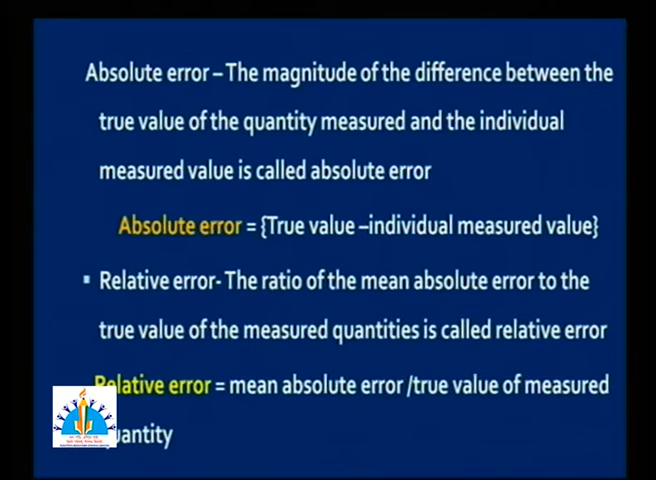 Absolute error – The magnitude of the difference between the
true value of the quantity measured and the individual
measured value is called absolute error
Absolute error = {True value –individual measured value}
▪ Relative error- The ratio of the mean absolute error to the
true value of the measured quantities is called relative error
Relative error = mean absolute error /true value of measured
quantity